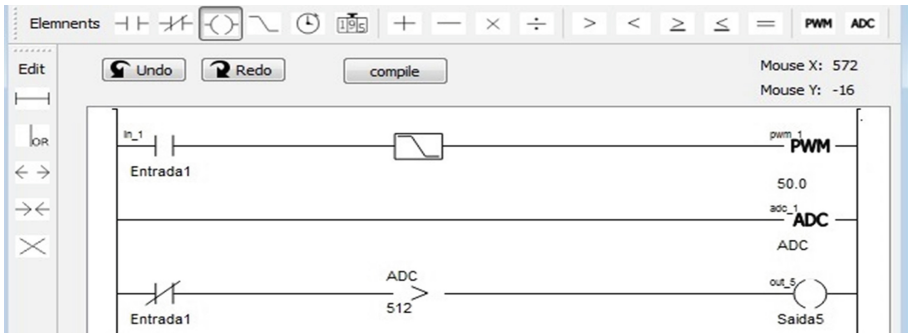 Elemnents > < ≥ ≤ = PWM ADC
Edit Undo Redo compile Mouse X: 572
Mouse Y: -16
OR
in_1 pwm_1
PWM
Entrada1
50.0
adc_1
ADC
ADC
ADC out_5
>
512
Entrada1 Saida5